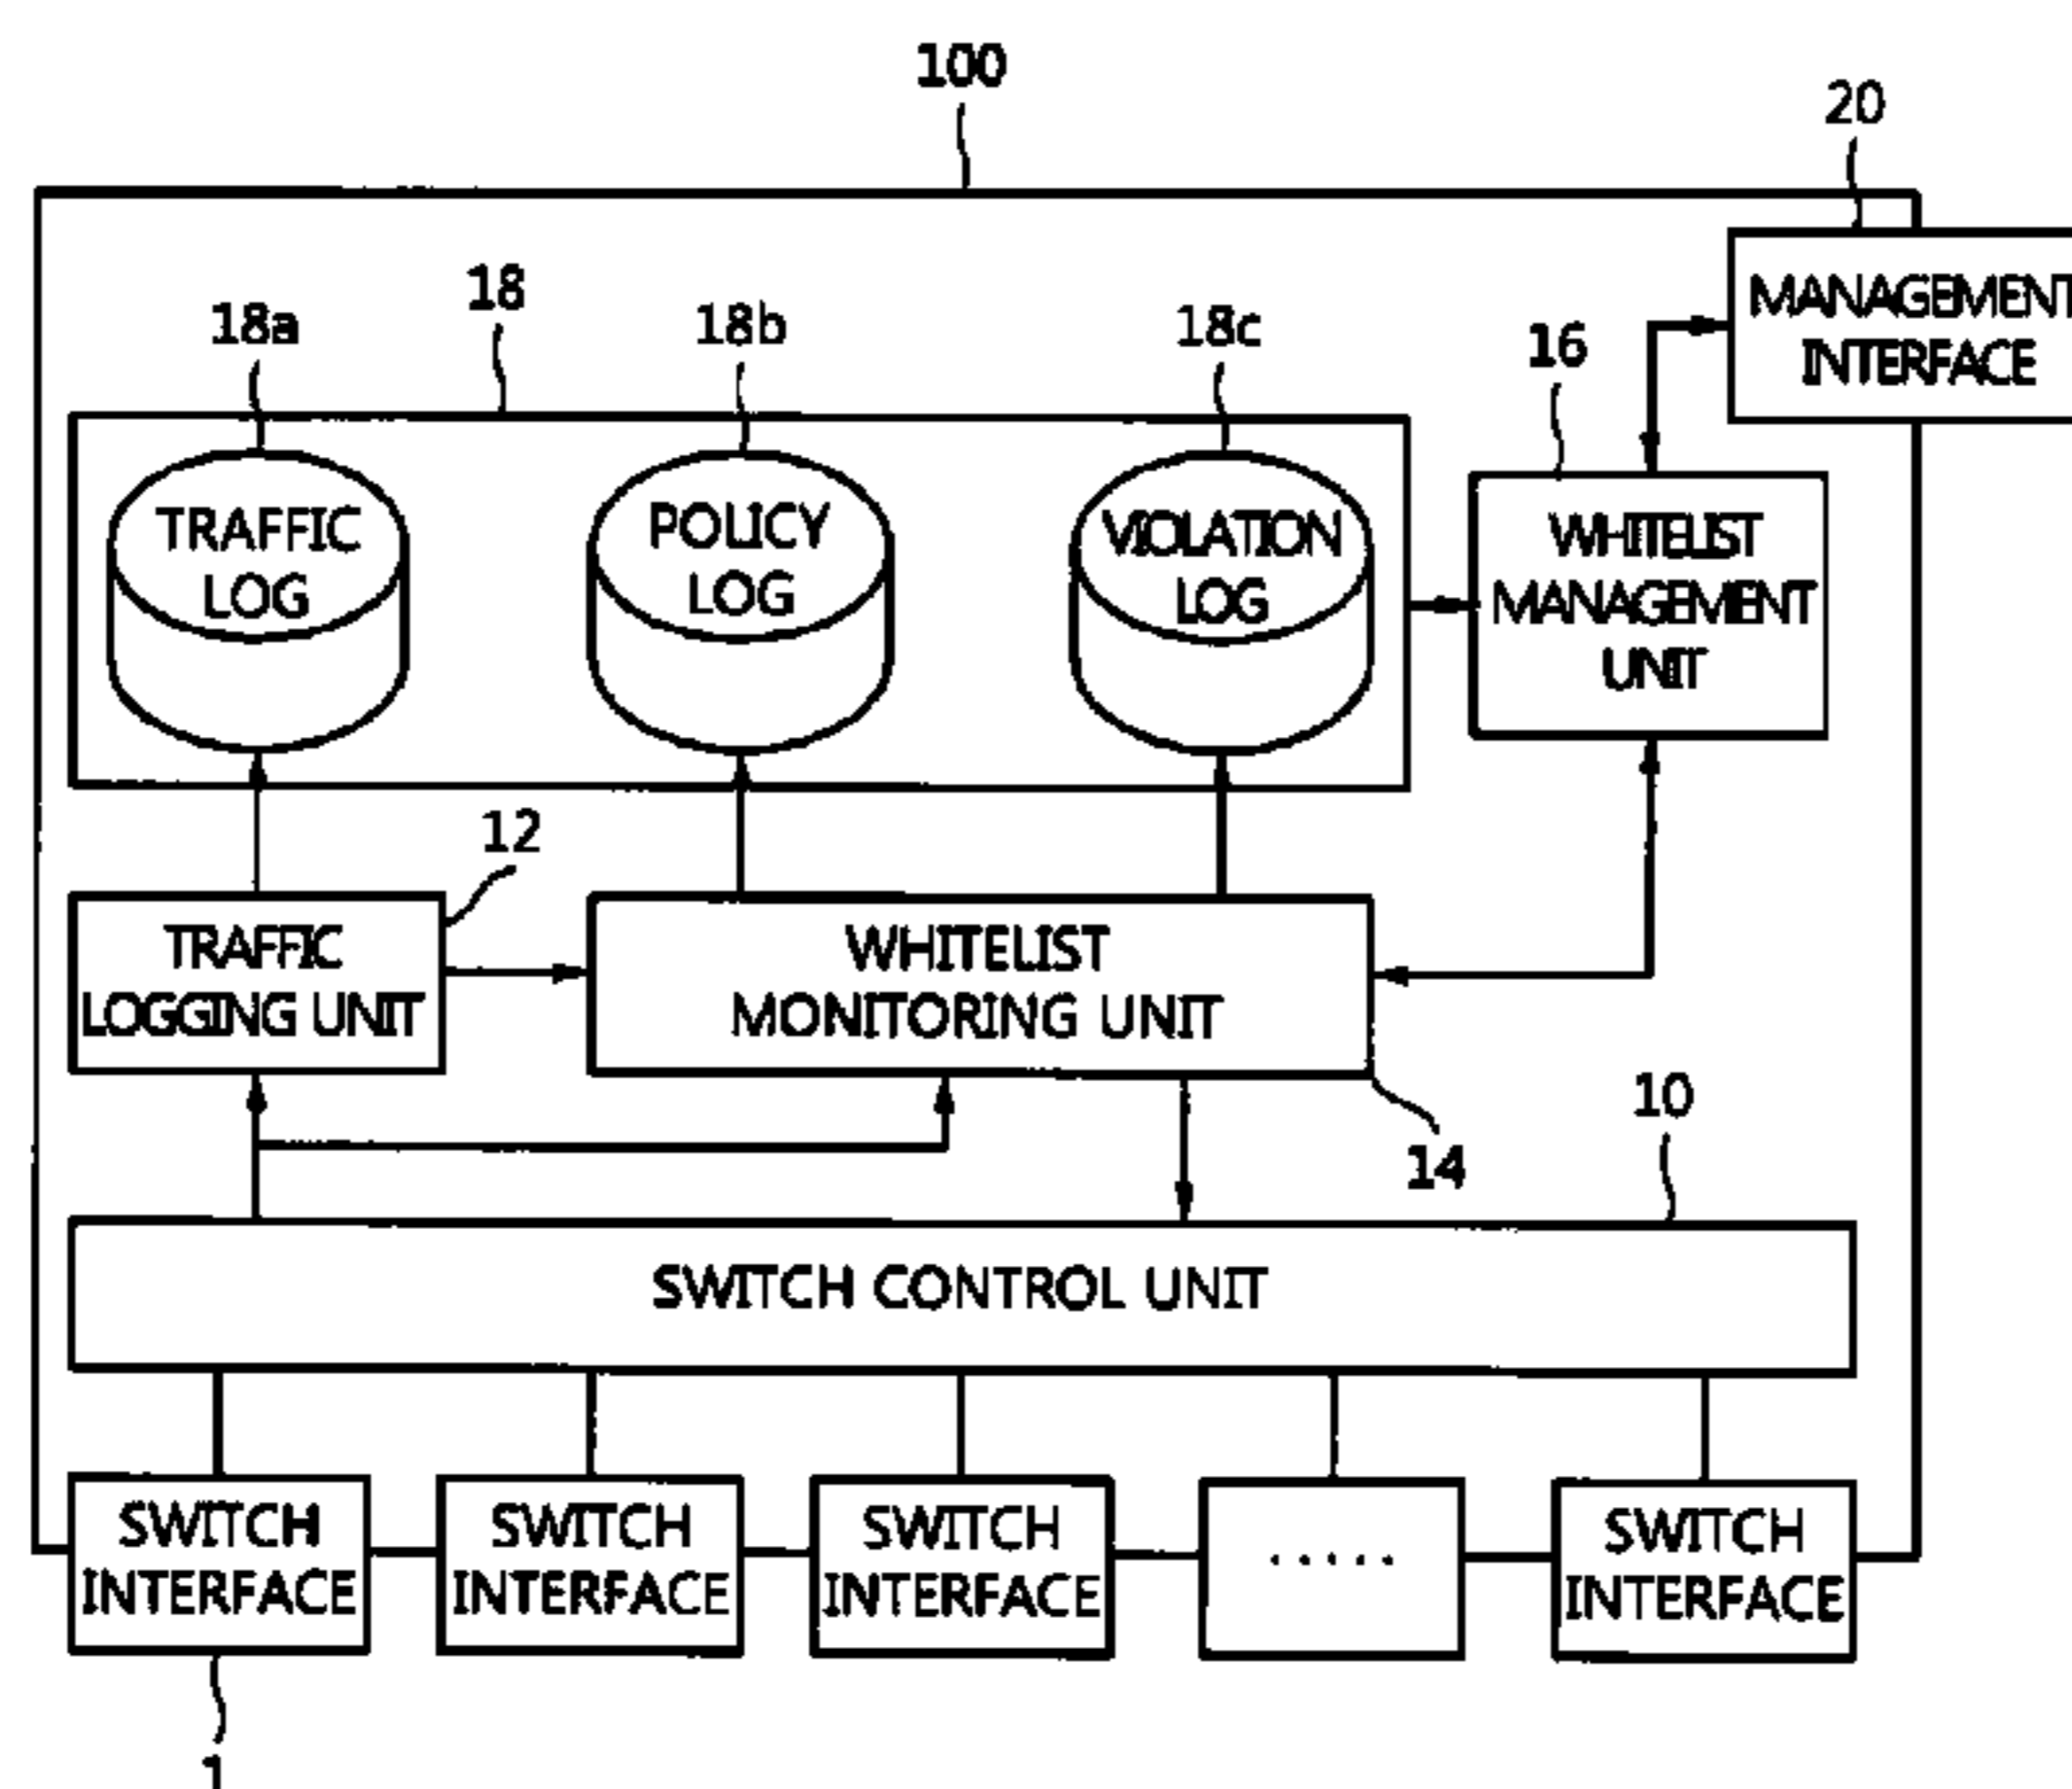 100
20
18
18a
18b
18c
16
MANAGEMENT
INTERFACE
TRAFFIC
LOG
POLICY
LOG
VIOLATION
LOG
WHITELIST
MANAGEMENT
UNIT
12
TRAFFIC
LOGGING UNIT
WHITELIST
MONITORING UNIT
10
14
SWITCH CONTROL UNIT
SWITCH
INTERFACE
SWITCH
INTERFACE
SWITCH
INTERFACE
.....
SWITCH
INTERFACE
1